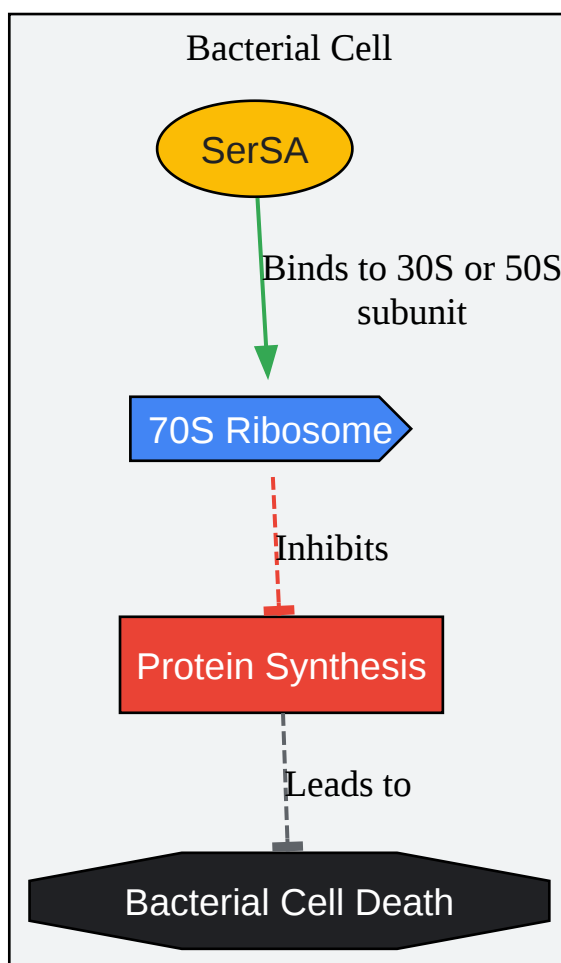 Bacterial Cell
SerSA
Binds to 30S or 50S
subunit
70S Ribosome
Inhibits
Protein Synthesis
Leads to
Bacterial Cell Death